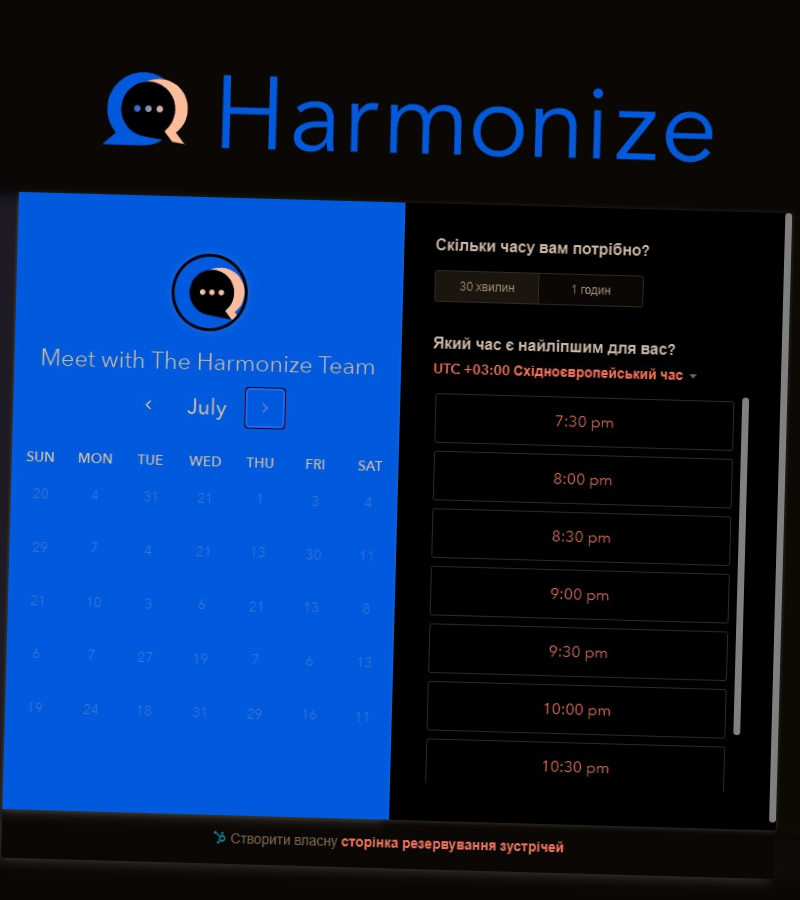 Harmonize
Meet with The Harmonize Team
July
SUN MON TUE WED THU FRI SAT
20 4 31 21 1 3 4
29 7 4 21 13 30 11
21 10 3 6 21 13 8
6 7 27 19 7 6 13
19 24 18 31 29 16 11
Скільки часу вам потрібно?
30 хвилин 1 годин
Який час є найліпшим для вас?
UTC +03:00 Східноєвропейський час
7:30 pm
8:00 pm
8:30 pm
9:00 pm
9:30 pm
10:00 pm
10:30 pm
Створити власну сторінка резервування зустрічей